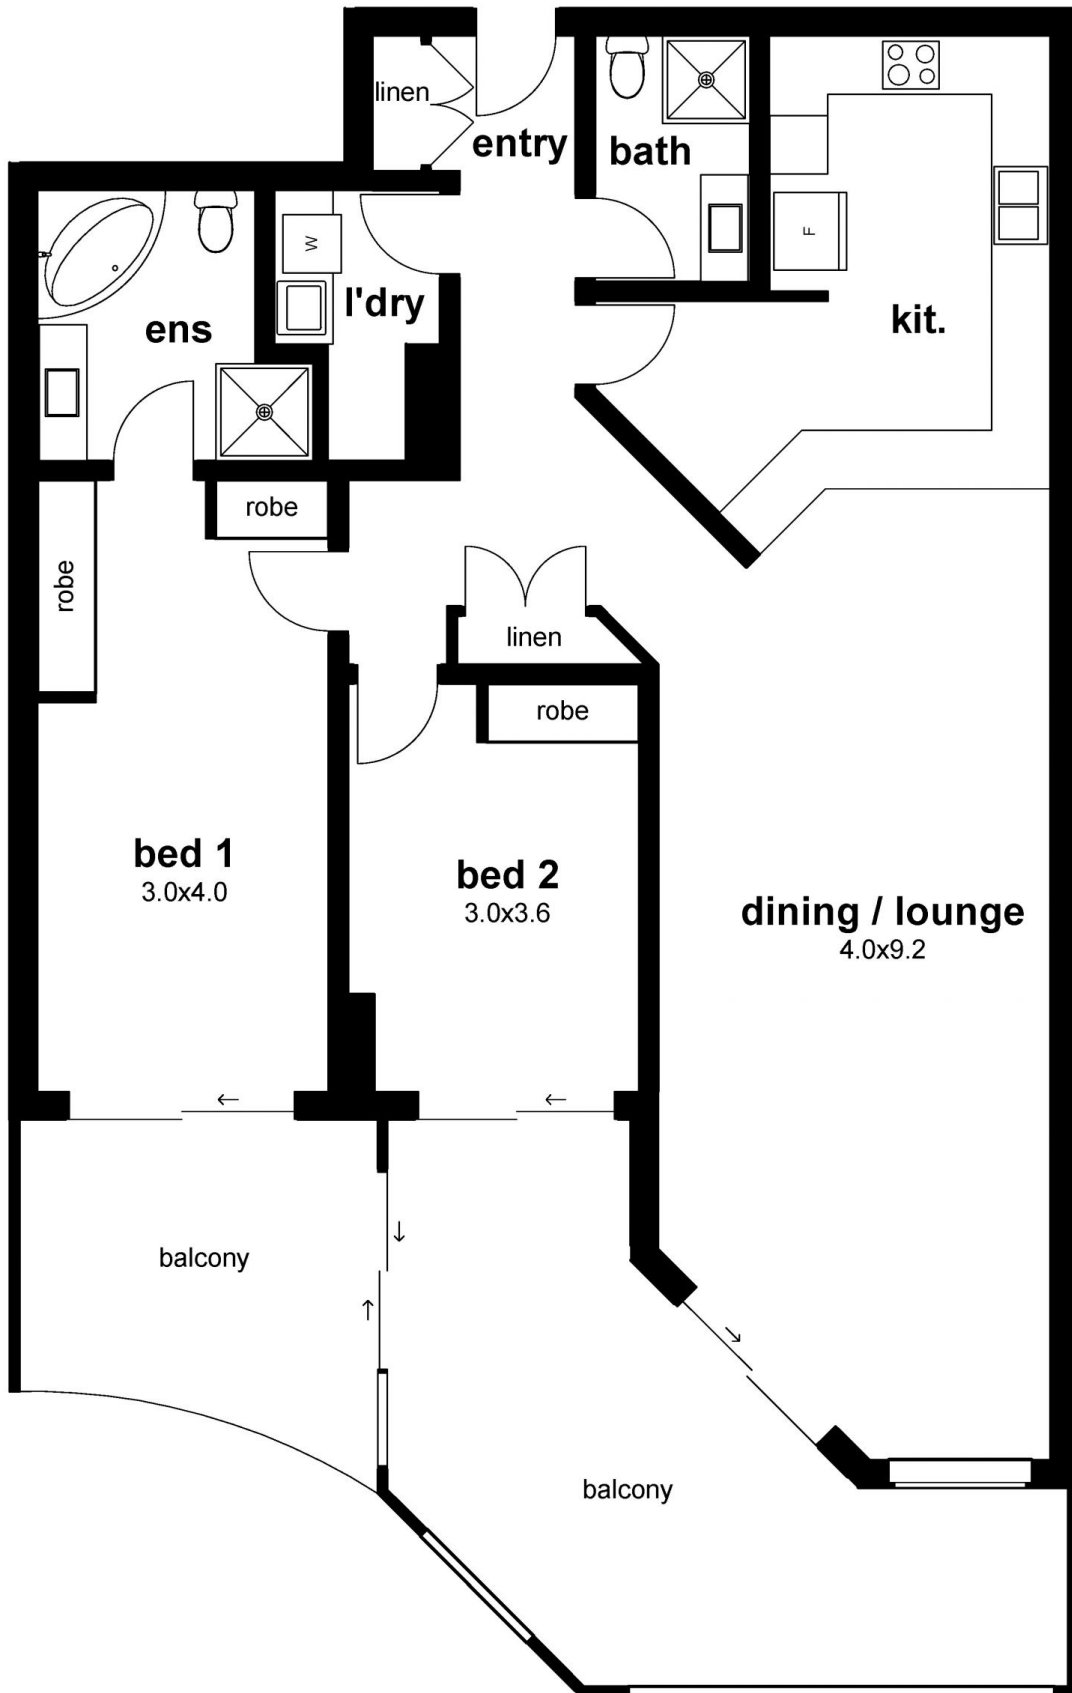 linen
entry
bath
W
l'dry
F
kit.
ens
robe
robe
linen
robe
bed 1
3.0x4.0
bed 2
3.0x3.6
dining / lounge
4.0x9.2
balcony
balcony